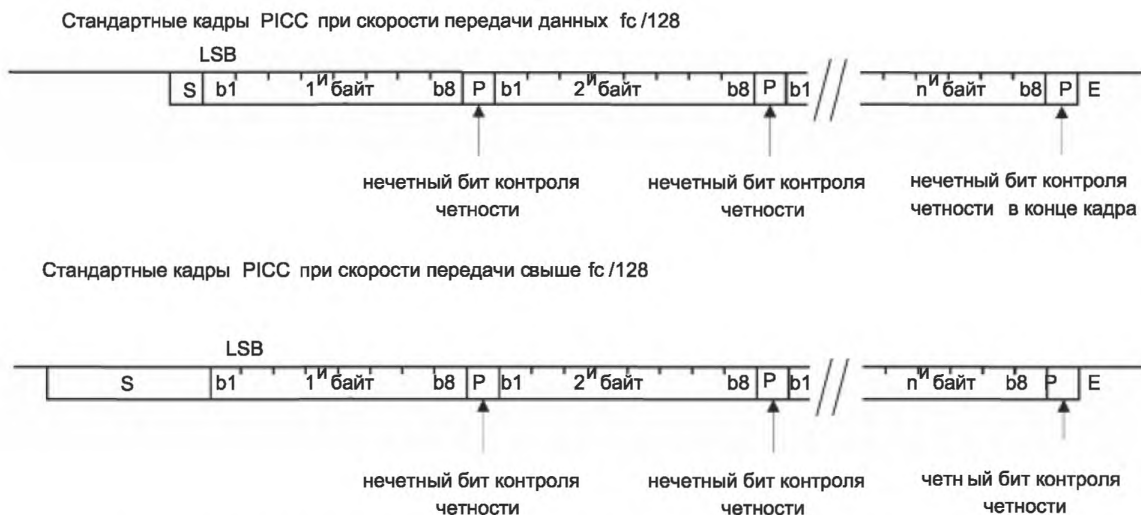 Стандартные кадры PICC при скорости передачи данных fc /128
LSB
S b1 1й байт b8 P b1 2й байт b8 P b1 nй байт b8 P E
нечетный бит контроля четности
нечетный бит контроля четности
нечетный бит контроля четности в конце кадра
Стандартные кадры PICC при скорости передачи свыше fc /128
LSB
S b1 1й байт b8 P b1 2й байт b8 P b1 nй байт b8 P E
нечетный бит контроля четности
нечетный бит контроля четности
четн ый бит контроля четности